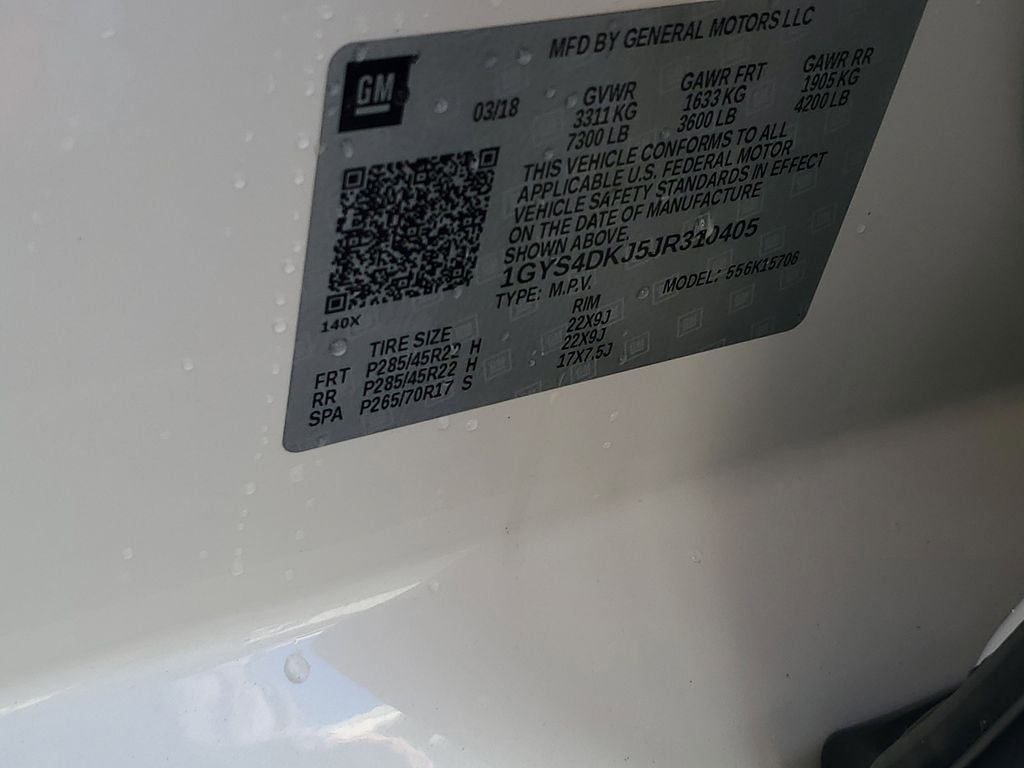 GM
MFD BY GENERAL MOTORS LLC
03/18
GVWR GAWR FRT GAWR RR
3311 KG 1633 KG 1905 KG
7300 LB 3600 LB 4200 LB
THIS VEHICLE CONFORMS TO ALL
APPLICABLE U.S. FEDERAL MOTOR
VEHICLE SAFETY STANDARDS IN EFFECT
ON THE DATE OF MANUFACTURE
SHOWN ABOVE.
1GYS4DKJ5JR310405
TYPE: M.P.V. MODEL: 556K15706
140X
TIRE SIZE RIM
FRT P285/45R22 H 22X9J
RR P285/45R22 H 22X9J
SPA P265/70R17 S 17X7.5J